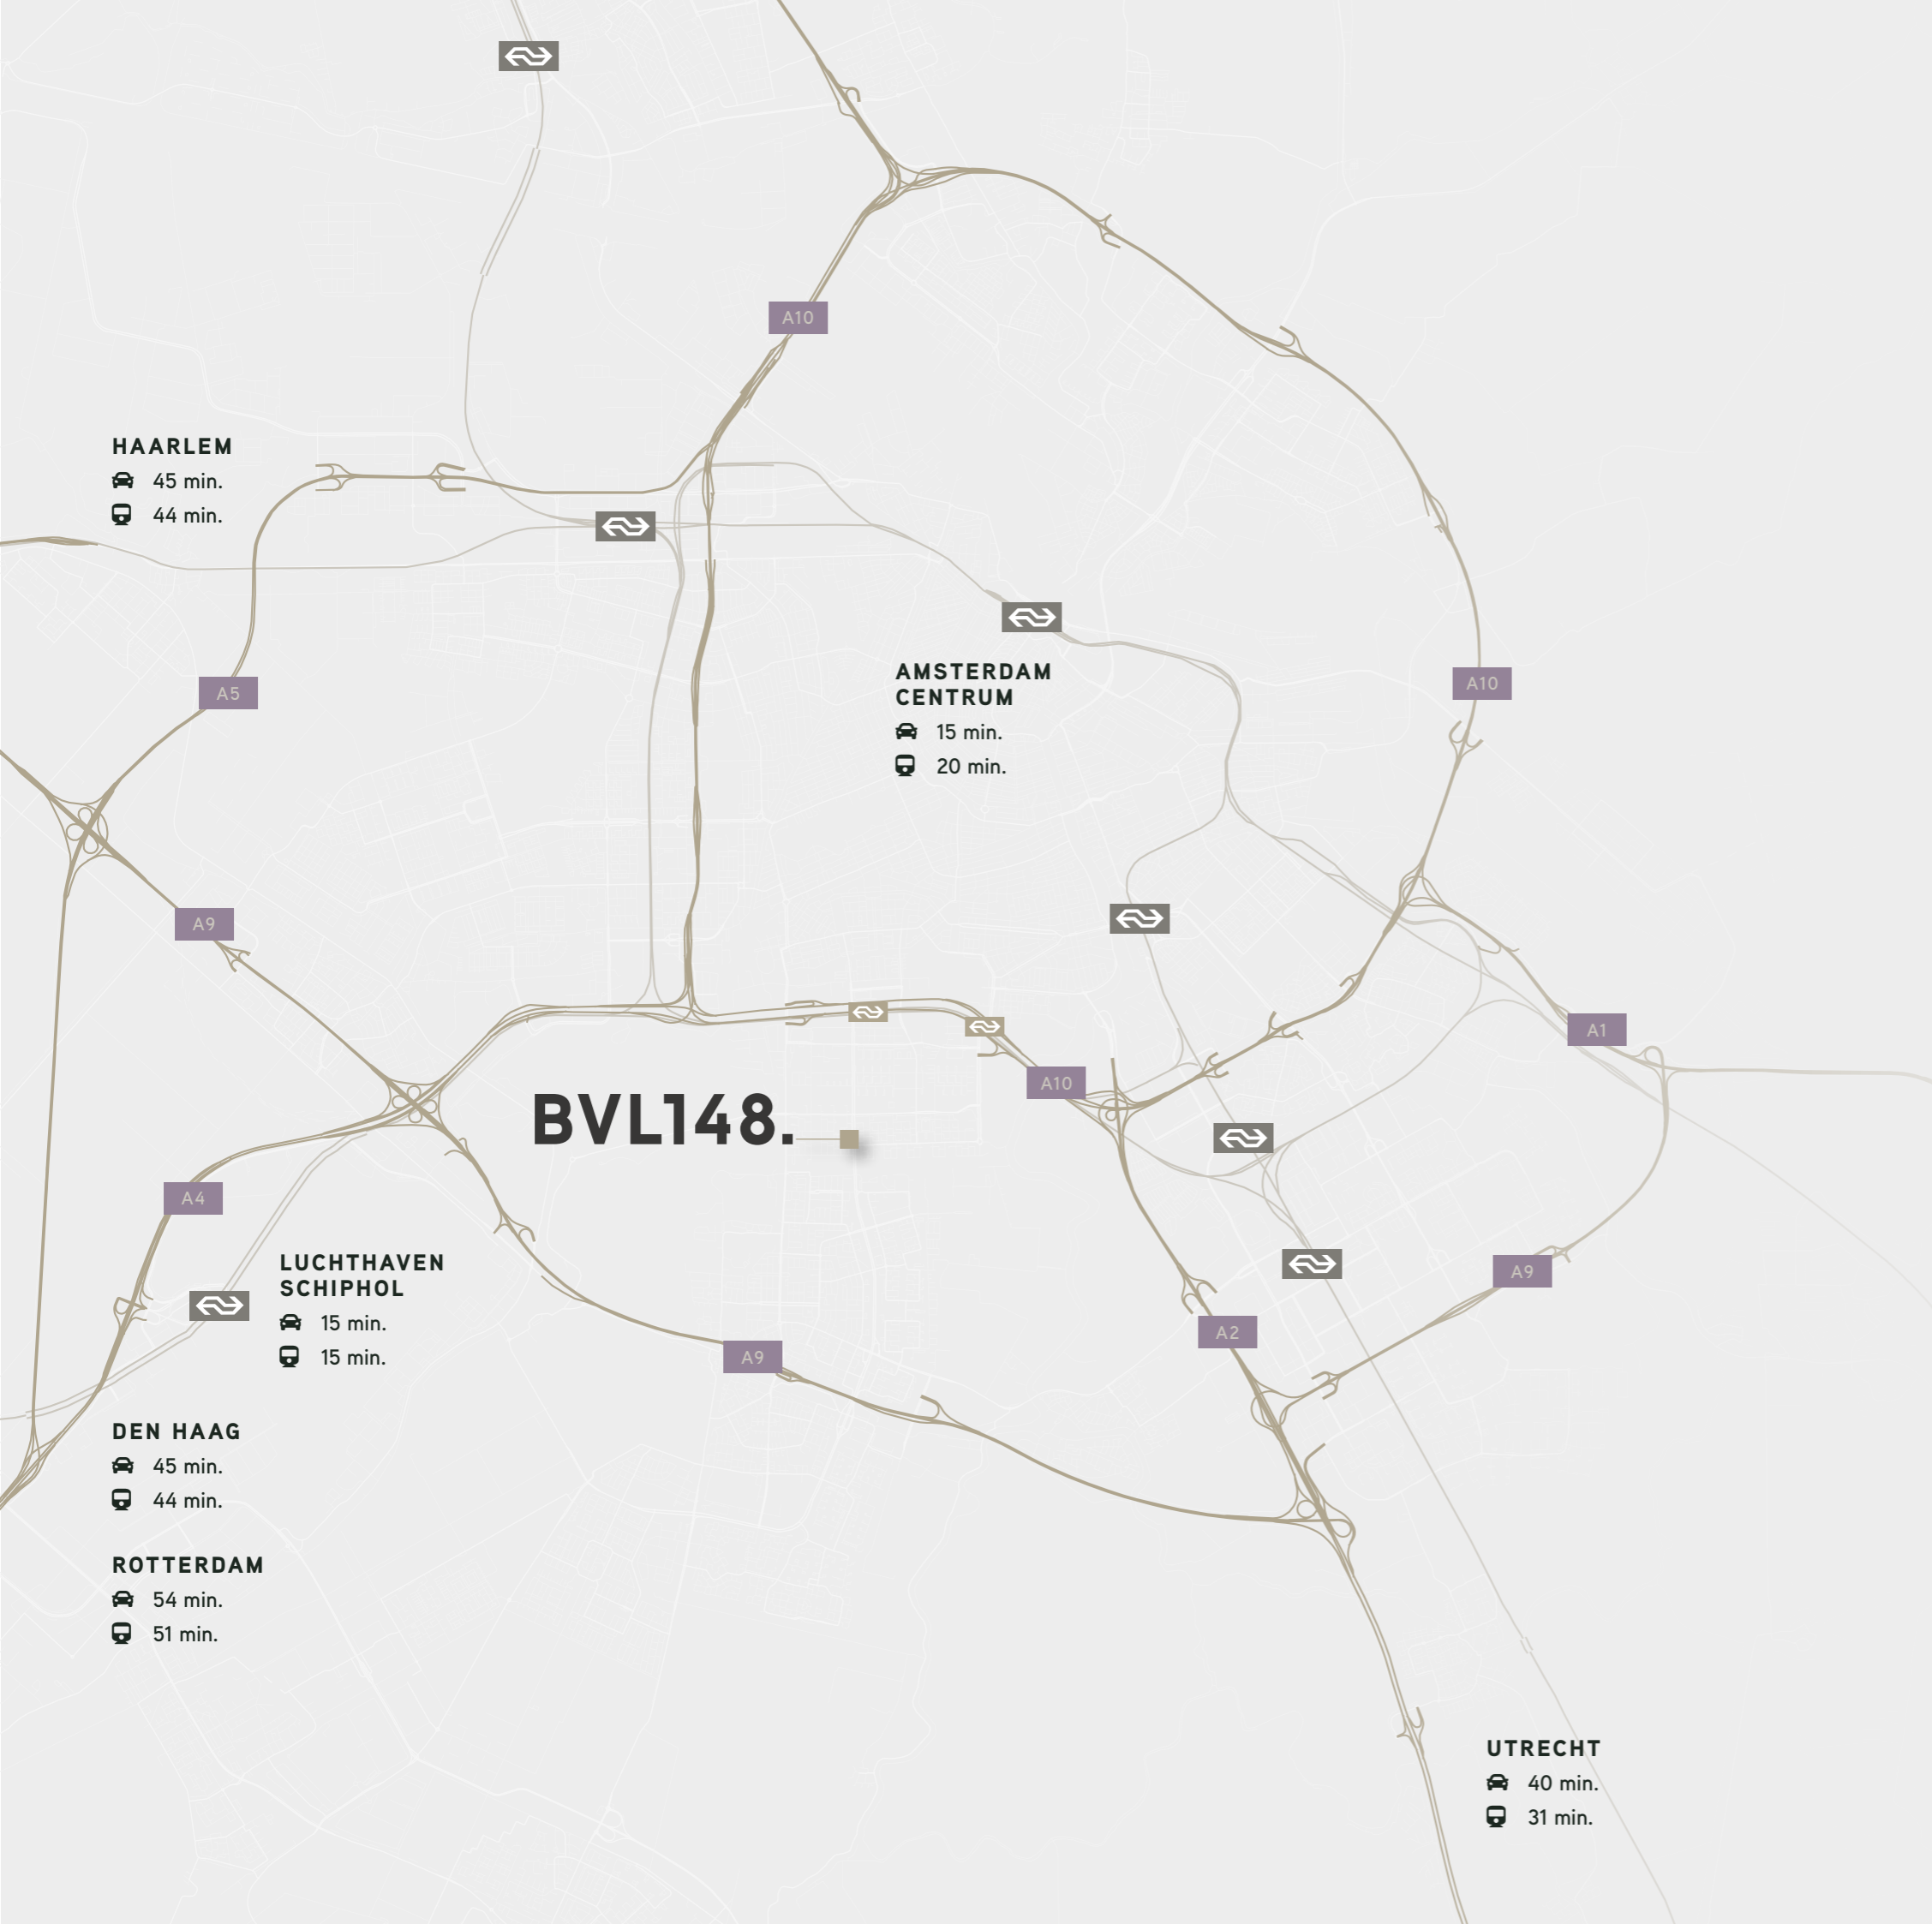 A10
HAARLEM
45 min.
44 min.
AMSTERDAM
CENTRUM
15 min.
20 min.
A5
A10
A9
A1
A10
BVL148.
A4
LUCHTHAVEN
SCHIPHOL
15 min.
15 min.
A9
A2
A9
DEN HAAG
45 min.
44 min.
ROTTERDAM
54 min.
51 min.
UTRECHT
40 min.
31 min.